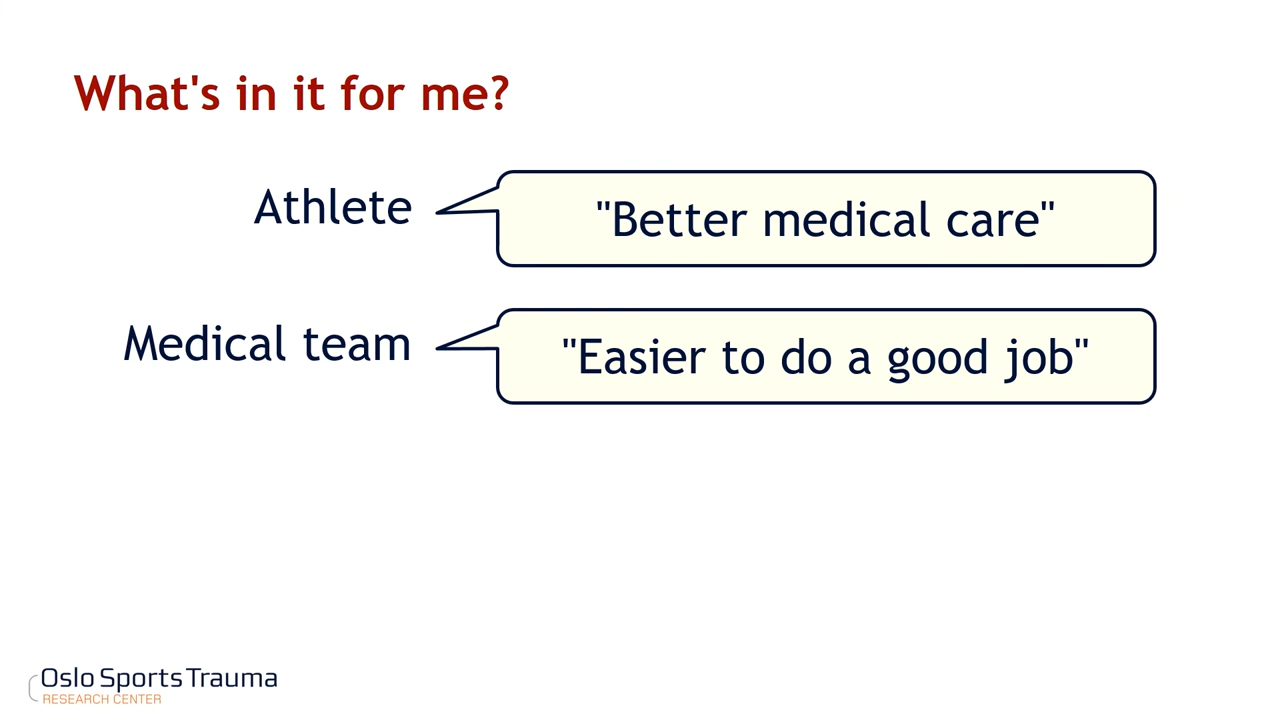 What's in it for me?
Athlete
"Better medical care"
Medical team
"Easier to do a good job"
Oslo Sports Trauma
RESEARCH CENTER